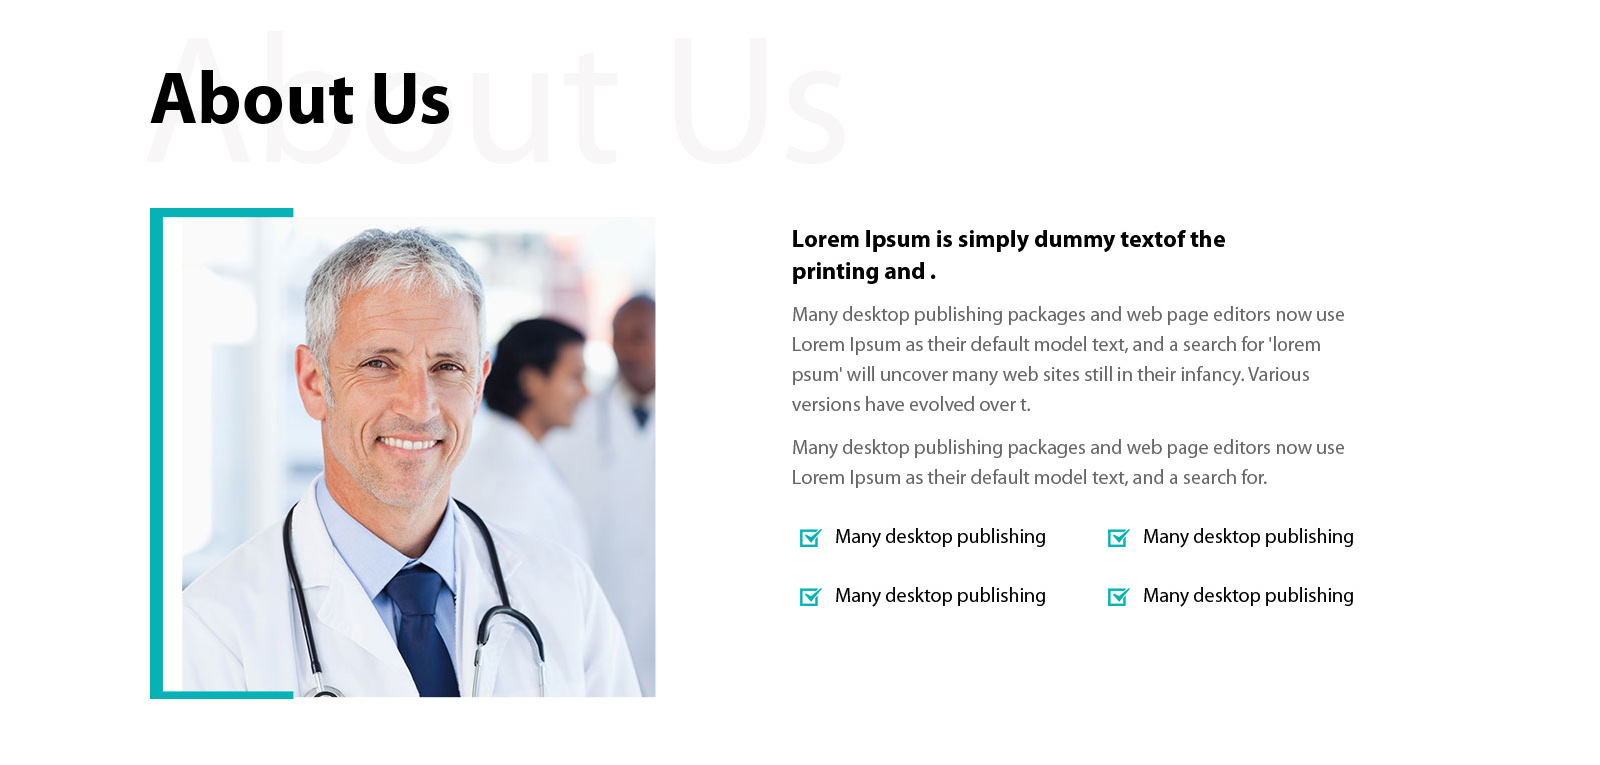 About Us
About Us
Lorem Ipsum is simply dummy textof the
printing and .
Many desktop publishing packages and web page editors now use
Lorem Ipsum as their default model text, and a search for 'lorem
psum' will uncover many web sites still in their infancy. Various
versions have evolved over t.
Many desktop publishing packages and web page editors now use
Lorem Ipsum as their default model text, and a search for.
Many desktop publishing
Many desktop publishing
Many desktop publishing
Many desktop publishing